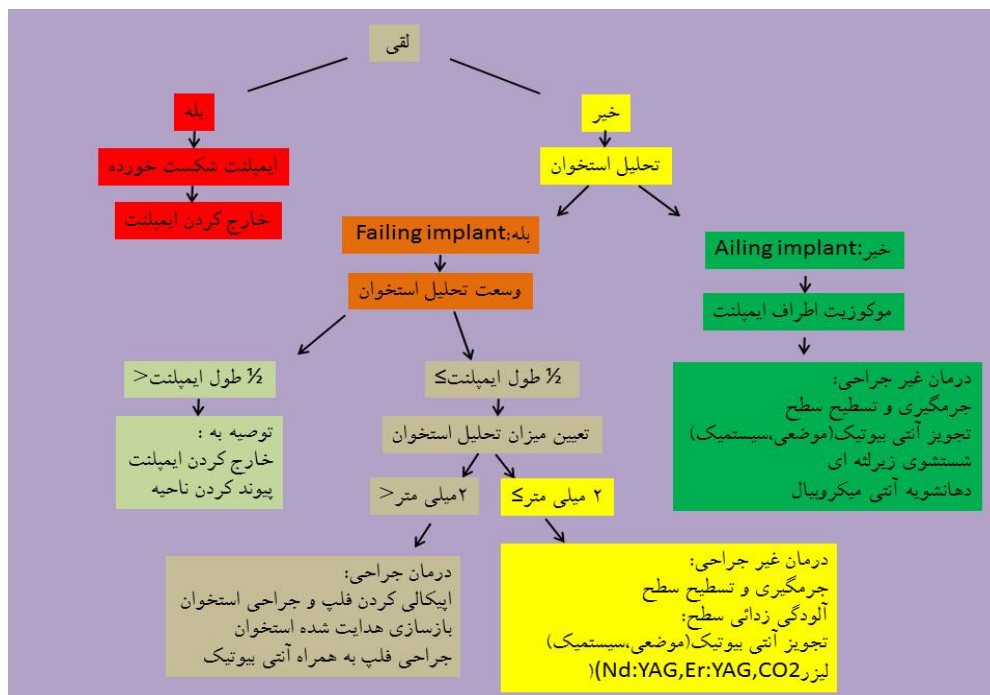 لقی
بله
خیر
ایمپلنت شکست خورده
تحلیل استخوان
خارج کردن ایمپلنت
بله:Failing implant
خیر:Ailing implant
وسعت تحلیل استخوان
موکوزیت اطراف ایمپلنت
½ طول ایمپلنت<
½ طول ایمپلنت≥
درمان غیر جراحی:
جرمگیری و تسطیح سطح
تجویز آنتی بیوتیک(موضعی،سیستمیک)
شستشوی زیرلثه ای
دهانشویه آنتی میکروبیال
توصیه به :
خارج کردن ایمپلنت
پیوند کردن ناحیه
تعیین میزان تحلیل استخوان
۲میلی متر<
۲ میلی متر≥
درمان جراحی:
اپیکالی کردن فلپ و جراحی استخوان
بازسازی هدایت شده استخوان
جراحی فلپ به همراه آنتی بیوتیک
درمان غیر جراحی:
جرمگیری و تسطیح سطح
آلودگی زدائی سطح:
تجویز آنتی بیوتیک(موضعی،سیستمیک)
لیزرNd:YAG,Er:YAG,CO2)(